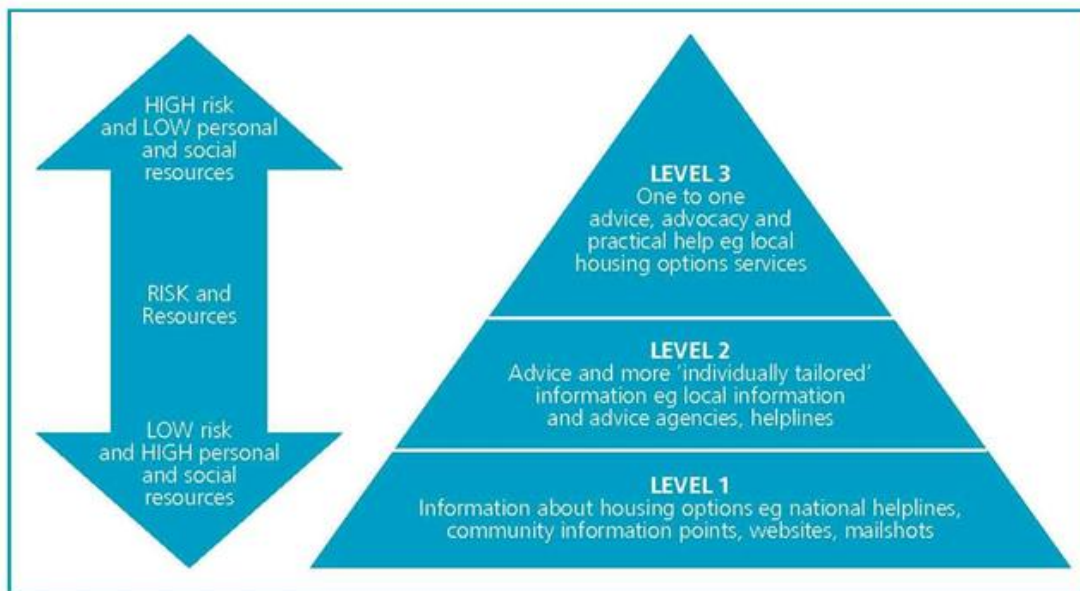 HIGH risk
and LOW personal
and social
resources
RISK and
Resources
LOW risk
and HIGH personal
and social
resources
LEVEL 3
One to one
advice, advocacy and
practical help eg local
housing options services
LEVEL 2
Advice and more ‘individually tailored’
information eg local information
and advice agencies, helplines
LEVEL 1
Information about housing options eg national helplines,
community information points, websites, mailshots